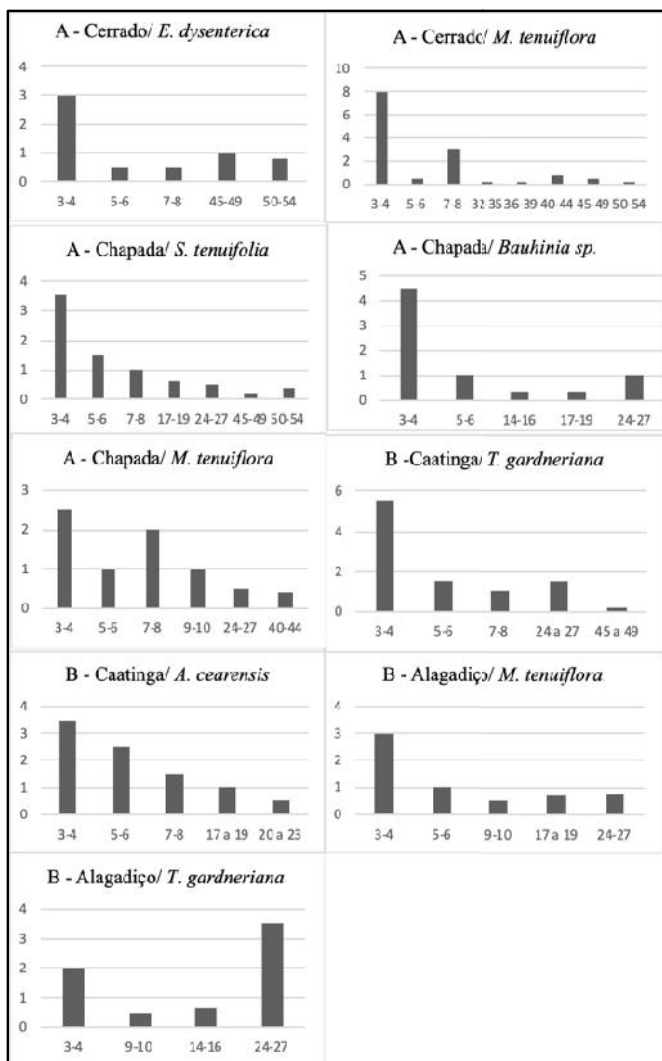 A - Cerrado/ E. dysenterica
4
3
2
1
0
3-4 5-6 7-8 45-49 50-54
A - Cerrado/ M. tenuiflora
10
8
6
4
2
0
3-4 5-6 7-8 32 35 36 39 40 44 45-49 50 54
A - Chapada/ S. tenuifolia
4
3
2
1
0
3-4 5-6 7-8 17-19 24-27 45-49 50-54
A - Chapada/ Bauhinia sp.
5
4
3
2
1
0
3-4 5-6 14-16 17-19 24-27
A - Chapada/ M. tenuiflora
3
2
1
0
3-4 5-6 7-8 9-10 24-27 40-44
B -Caatinga/ T. gardneriana
6
4
2
0
3-4 5-6 7-8 24 a 27 45 a 49
B - Caatinga/ A. cearensis
4
3
2
1
0
3-4 5-6 7-8 17 a 19 20 a 23
B - Alagadiço/ M. tenuiflora
4
3
2
1
0
3-4 5-6 9-10 17 a 19 24-27
B - Alagadiço/ T. gardneriana
4
3
2
1
0
3-4 9-10 14-16 24-27